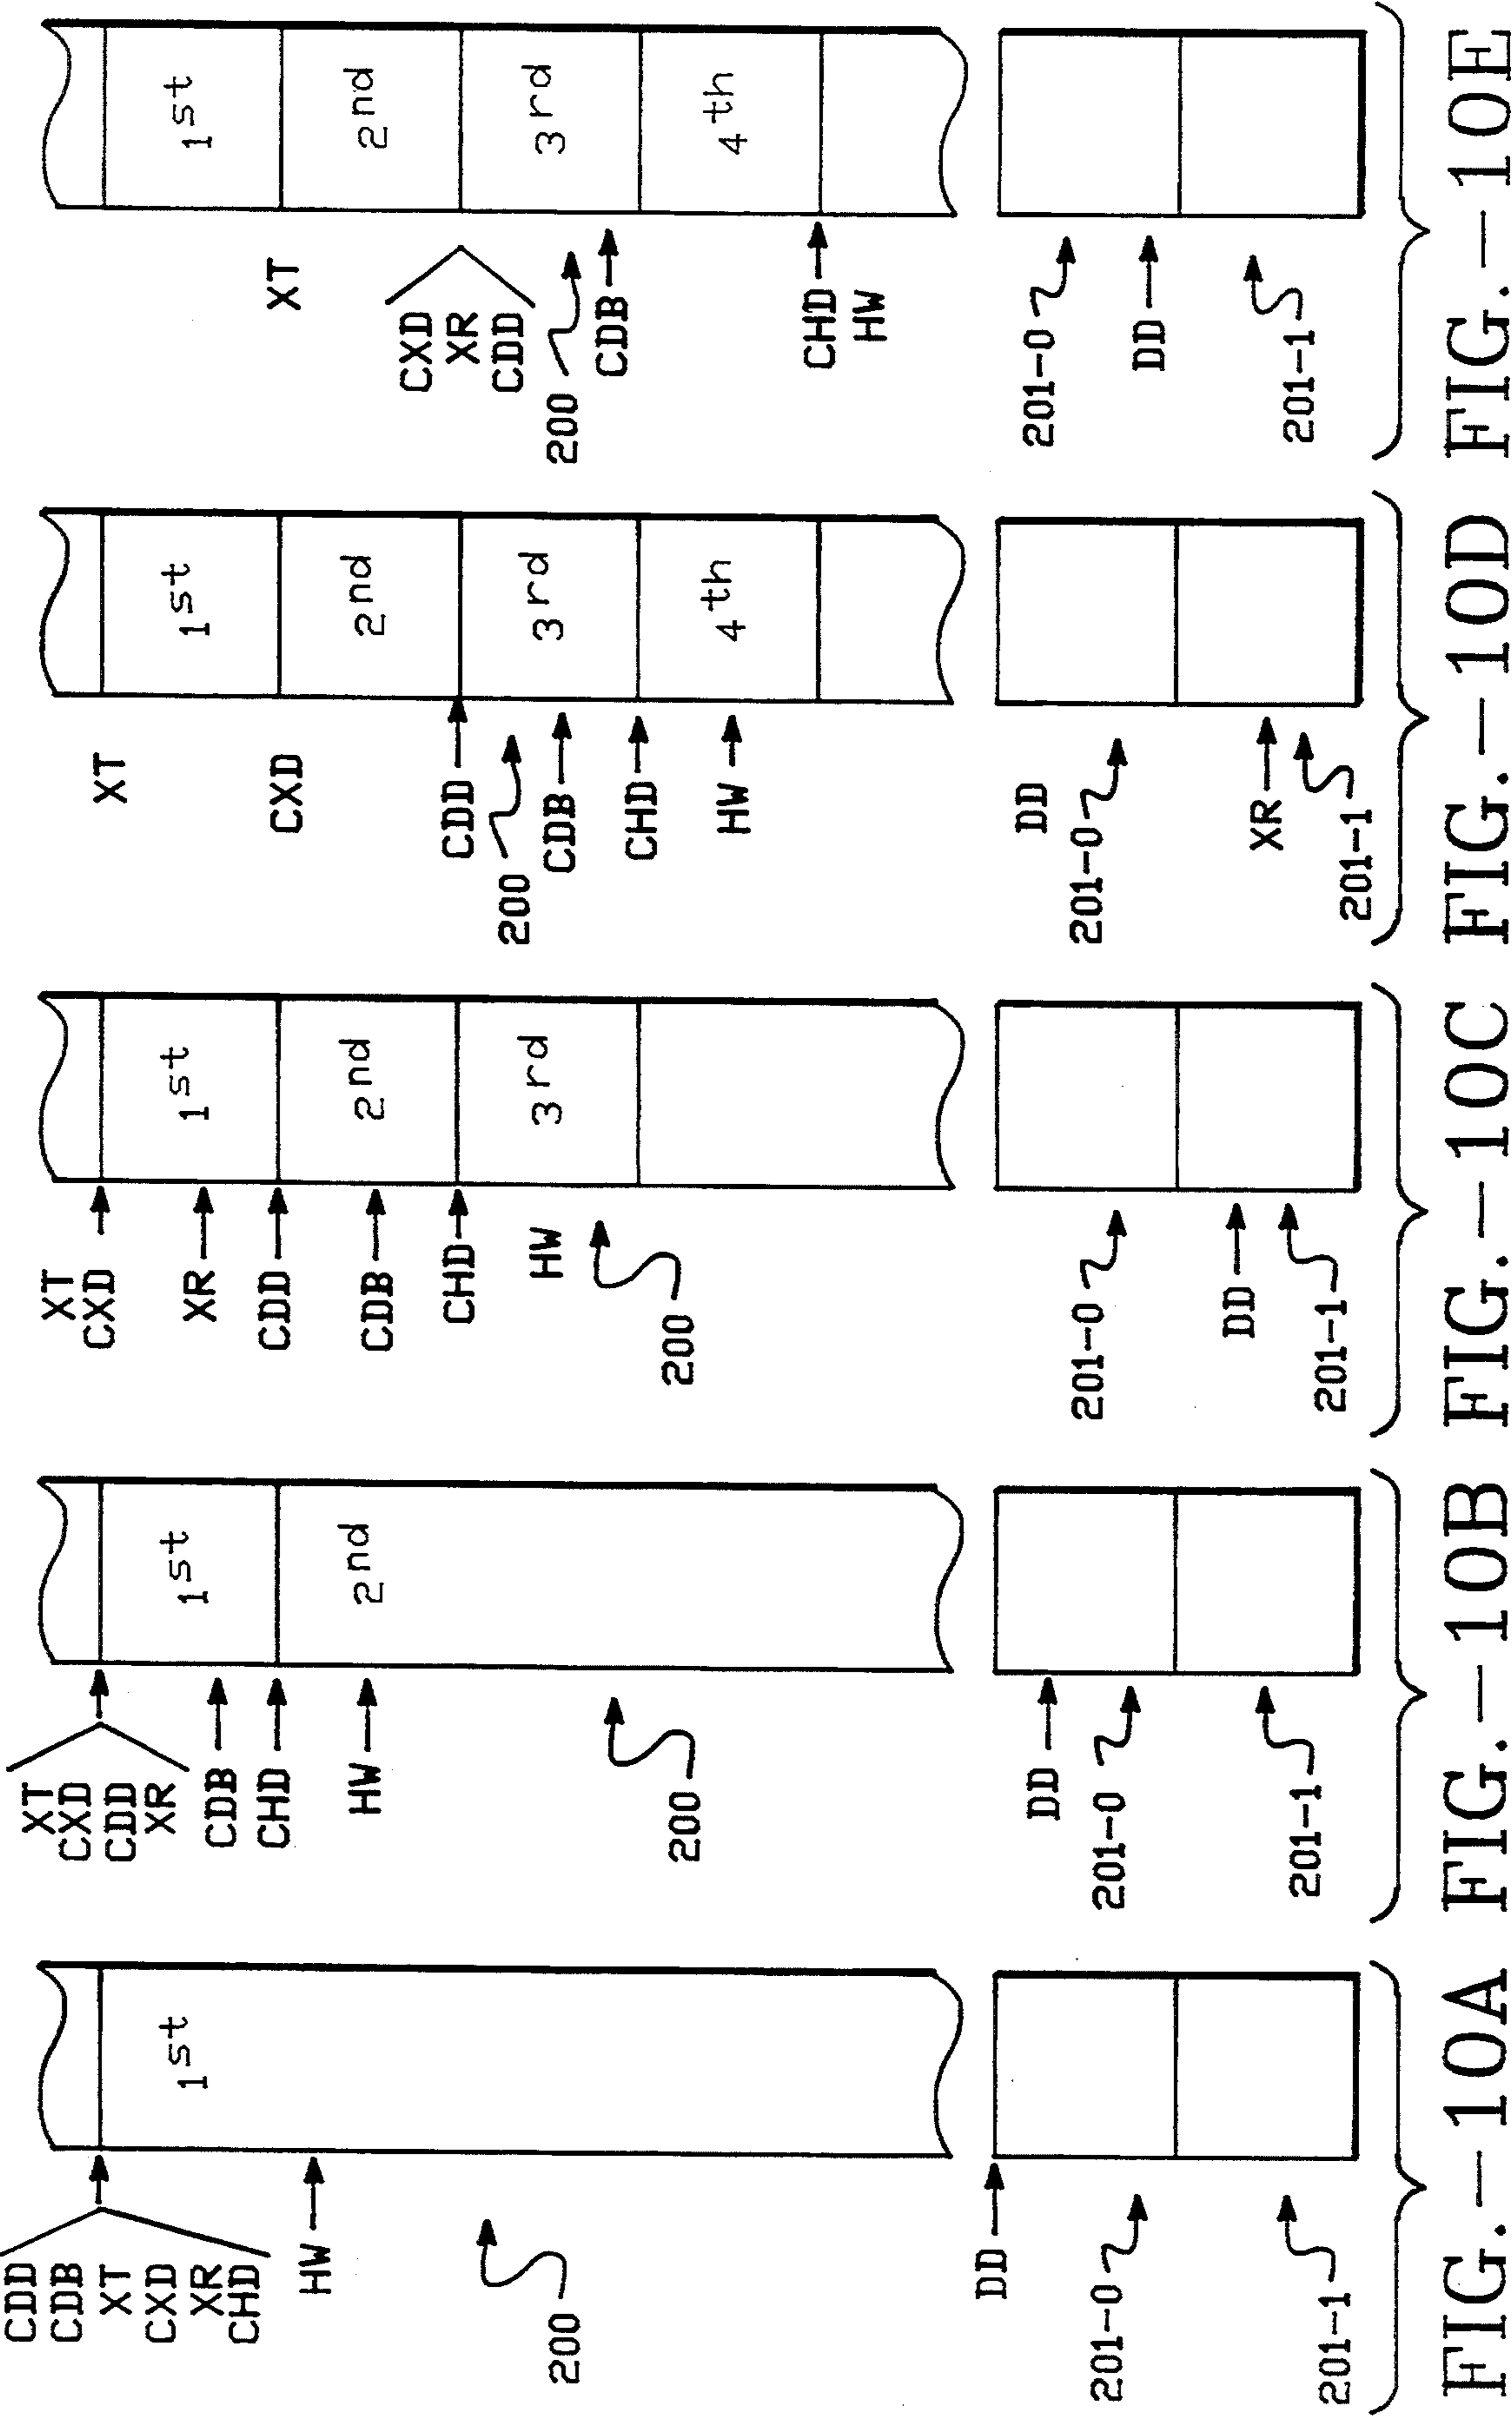 CDD
CDB
XT
CXD
XR
CHD
HW
1st
200
DD
201-0
201-1
FIG.-10A
XT
CXD
CDD
XR
CDB
CHD
HW
1st
2nd
200
DD
201-0
201-1
FIG.-10B
XT
CXD
XR
CDD
CDB
CHD
HW
1st
2nd
3rd
200
201-0
DD
201-1
FIG.-10C
XT
CXD
CDD
200
CDB
CHD
HW
1st
2nd
3rd
4th
DD
201-0
XR
201-1
FIG.-10D
XT
CXD
XR
CDD
200
CDB
CHD
HW
1st
2nd
3rd
4th
201-0
DD
201-1
FIG.-10E